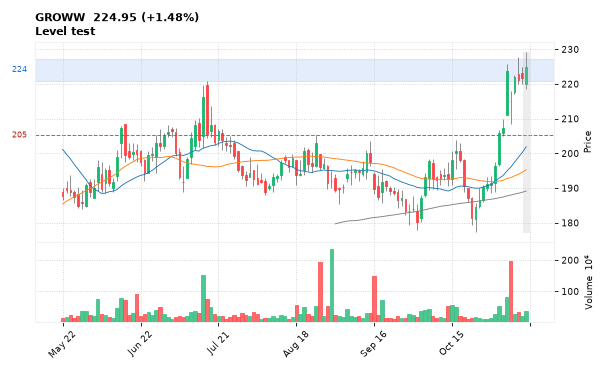 GROWW 224.95 (+1.48%)
Level test
230
224
220
210
205
200
190
180
Price
200
100
Volume 10⁴
May 22
Jun 22
Jul 21
Aug 18
Sep 16
Oct 15